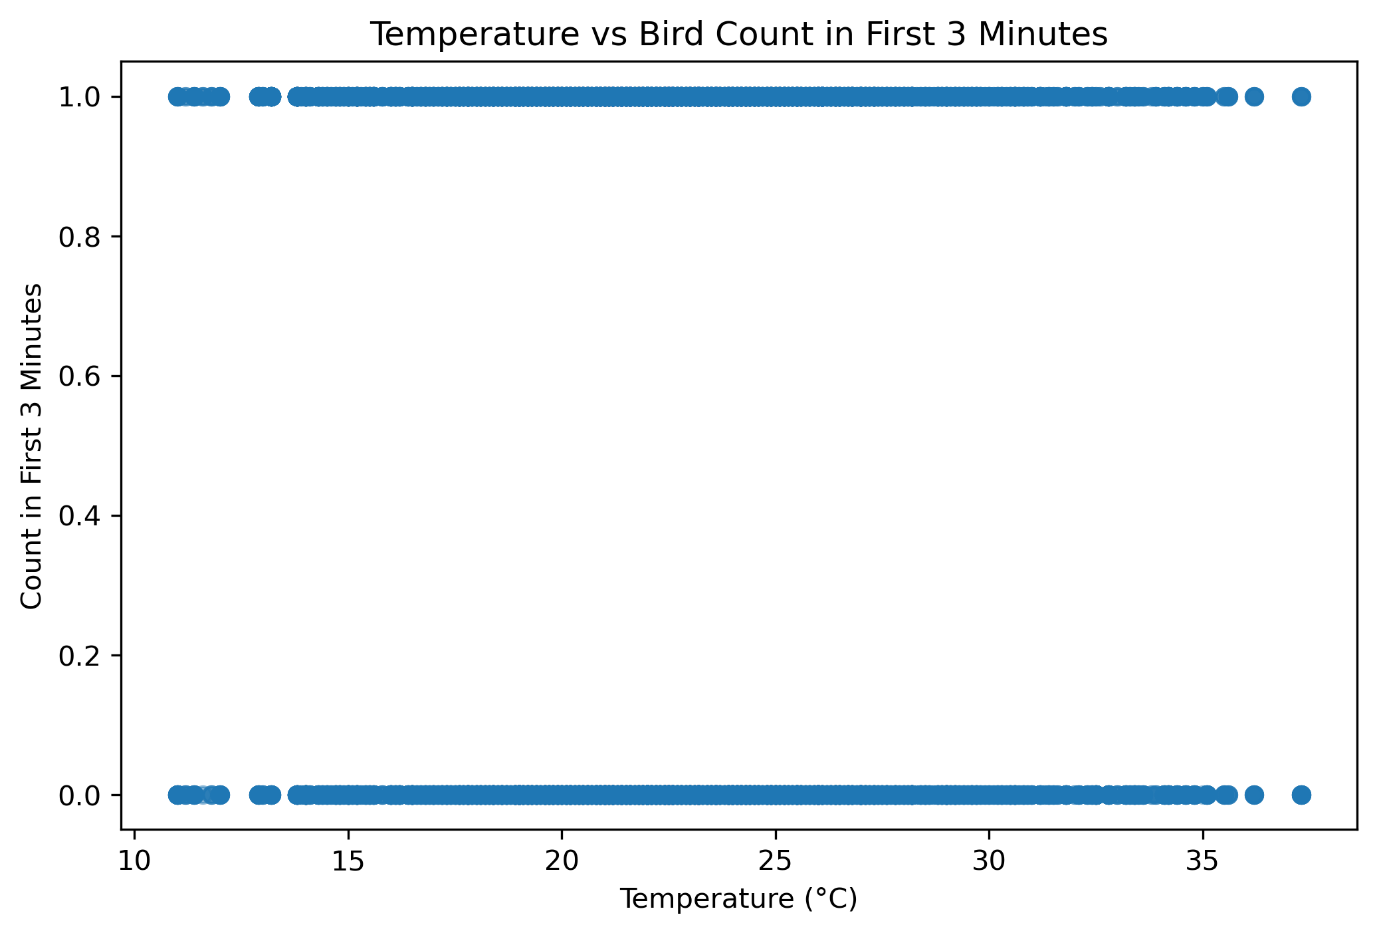 Temperature vs Bird Count in First 3 Minutes
Count in First 3 Minutes
1.0
0.8
0.6
0.4
0.2
0.0
10 15 20 25 30 35
Temperature (°C)